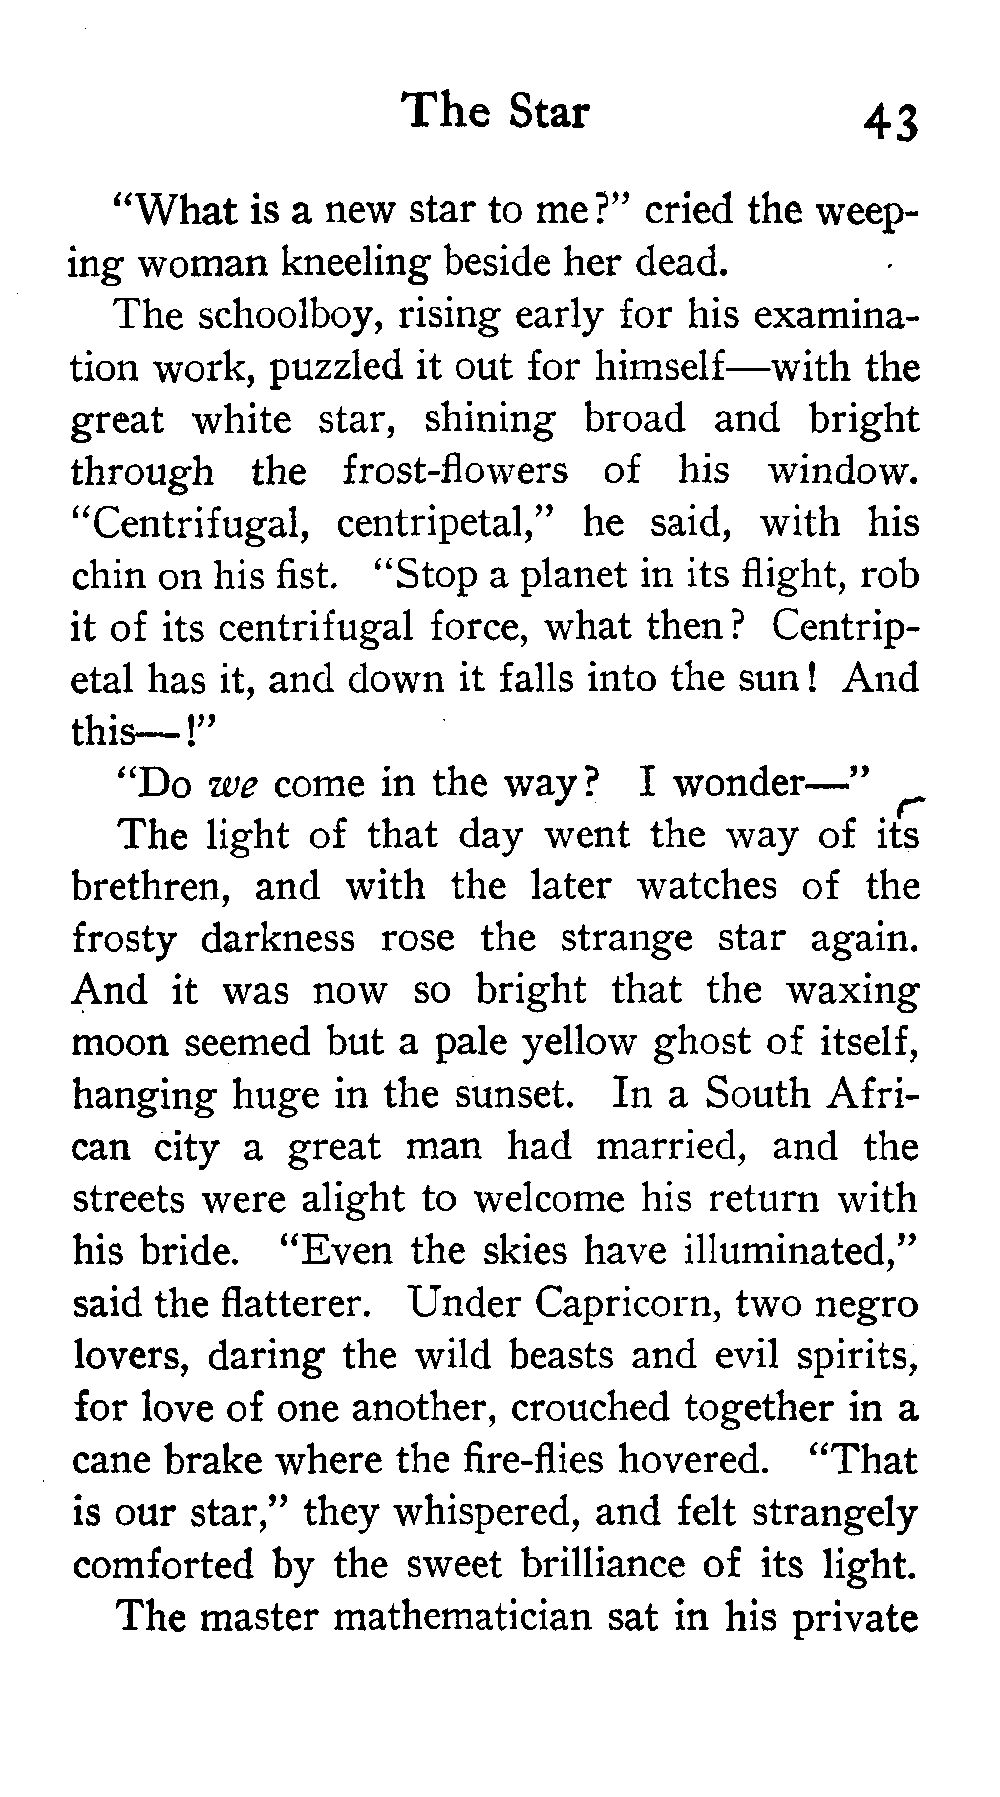 The Star 43
"What is a new star to me?" cried the weep-
ing woman kneeling beside her dead.
The schoolboy, rising early for his examina-
tion work, puzzled it out for himself—with the
great white star, shining broad and bright
through the frost-flowers of his window.
"Centrifugal, centripetal," he said, with his
chin on his fist. "Stop a planet in its flight, rob
it of its centrifugal force, what then? Centrip-
etal has it, and down it falls into the sun! And
this—!"
"Do we come in the way? I wonder—"
The light of that day went the way of its
brethren, and with the later watches of the
frosty darkness rose the strange star again.
And it was now so bright that the waxing
moon seemed but a pale yellow ghost of itself,
hanging huge in the sunset. In a South Afri-
can city a great man had married, and the
streets were alight to welcome his return with
his bride. "Even the skies have illuminated,"
said the flatterer. Under Capricorn, two negro
lovers, daring the wild beasts and evil spirits,
for love of one another, crouched together in a
cane brake where the fire-flies hovered. "That
is our star," they whispered, and felt strangely
comforted by the sweet brilliance of its light.
The master mathematician sat in his private